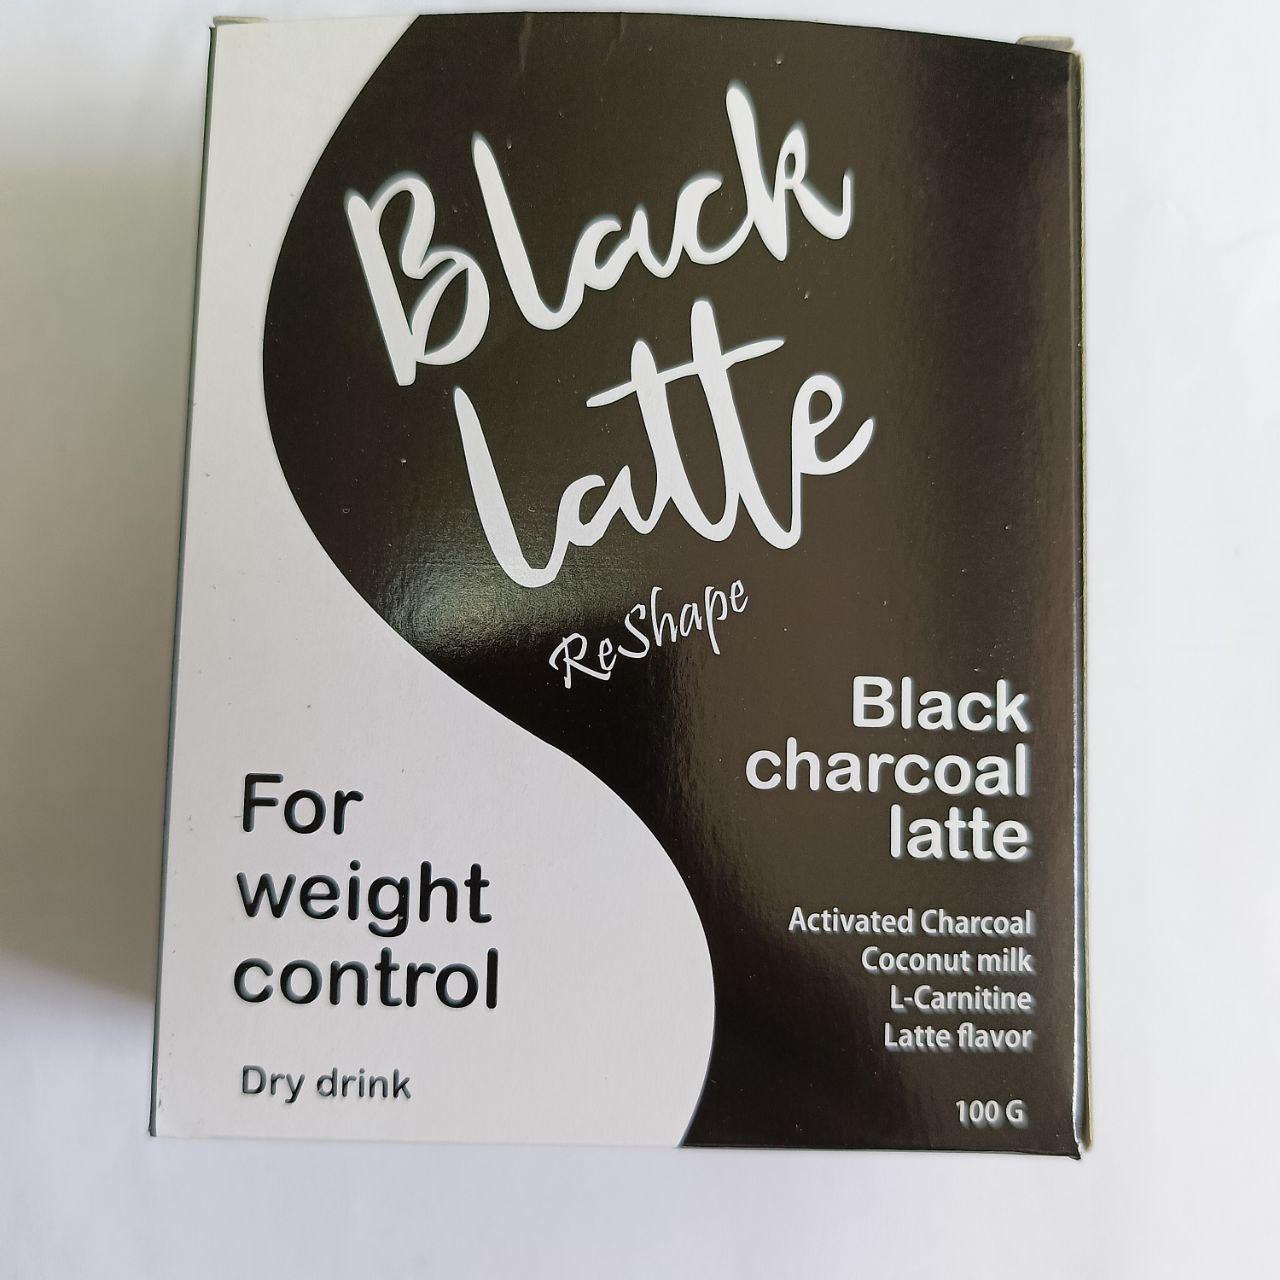 Black
Latte
ReShape
Black
charcoal
latte
Activated Charcoal
Coconut milk
L-Carnitine
Latte flavor
100 G
For
weight
control
Dry drink